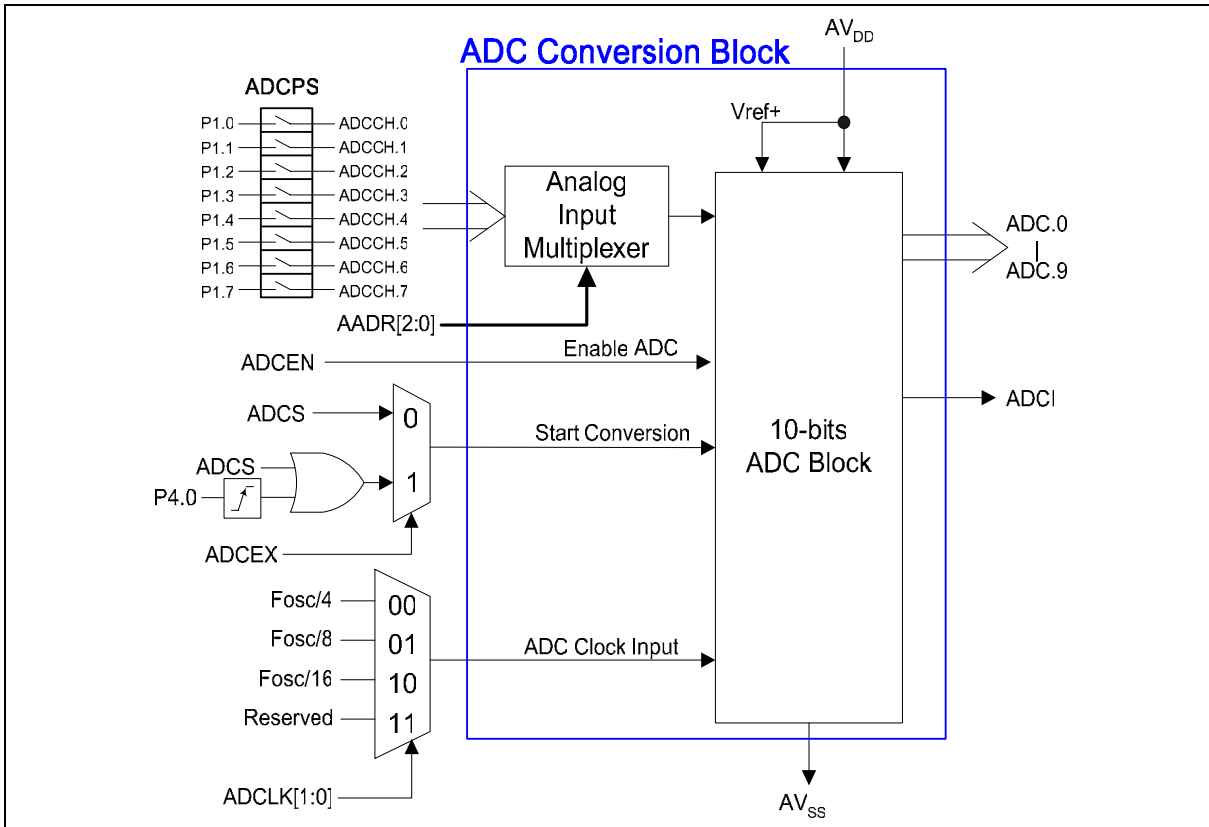 AVDD
ADC Conversion Block
ADCPS
Vref+
P1.0 ADCCH.0
P1.1 ADCCH.1
P1.2 ADCCH.2
P1.3 ADCCH.3
P1.4 ADCCH.4
P1.5 ADCCH.5
P1.6 ADCCH.6
P1.7 ADCCH.7
Analog
Input
Multiplexer
ADC.0
ADC.9
AADR[2:0]
ADCEN
Enable ADC
ADCS
0
Start Conversion
10-bits
ADC Block
ADCI
ADCS
P4.0
1
ADCEX
Fosc/4 00
Fosc/8 01
Fosc/16 10
Reserved 11
ADC Clock Input
ADCLK[1:0]
AVSS